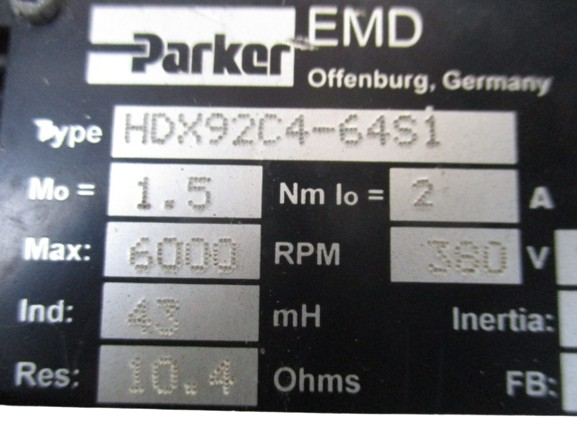 Parker EMD
Offenburg, Germany
Type HDX92C4-64S1
Mo = 1.5 Nm Io = 2 A
Max: 6000 RPM 380 V
Ind: 43 mH Inertia:
Res: 10.4 Ohms FB: